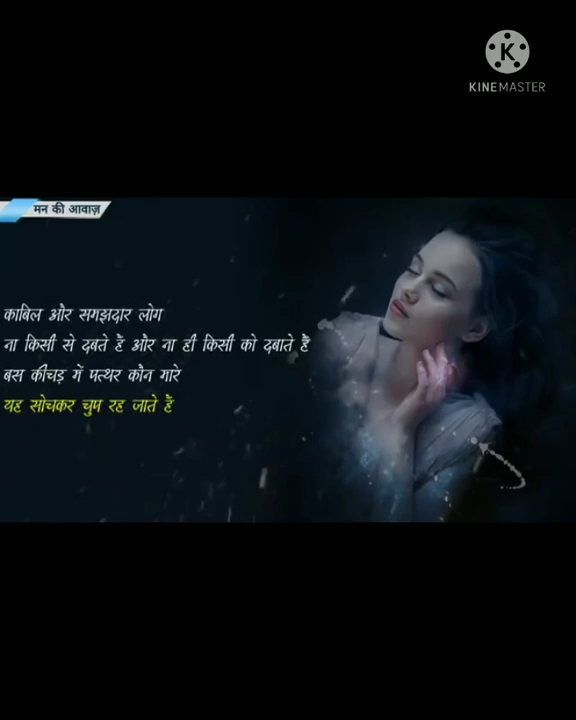 KINEMASTER
मन की आवाज़
काबिल और समझदार लोग
ना किसी से दबते हैं और ना ही किसी को दबाते हैं
बस कीचड़ में पत्थर कौन मारे
यह सोचकर चुप रह जाते हैं